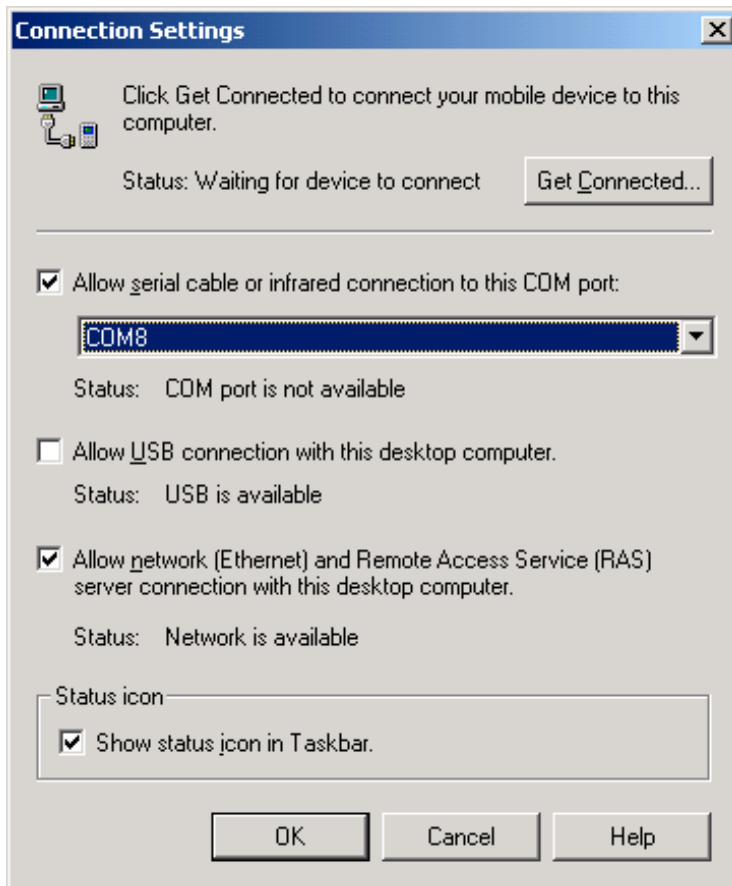 Connection Settings
Click Get Connected to connect your mobile device to this
computer.
Status: Waiting for device to connect
Get Connected...
Allow serial cable or infrared connection to this COM port:
COM8
Status: COM port is not available
Allow USB connection with this desktop computer.
Status: USB is available
Allow network (Ethernet) and Remote Access Service (RAS)
server connection with this desktop computer.
Status: Network is available
Status icon
Show status icon in Taskbar.
OK Cancel Help